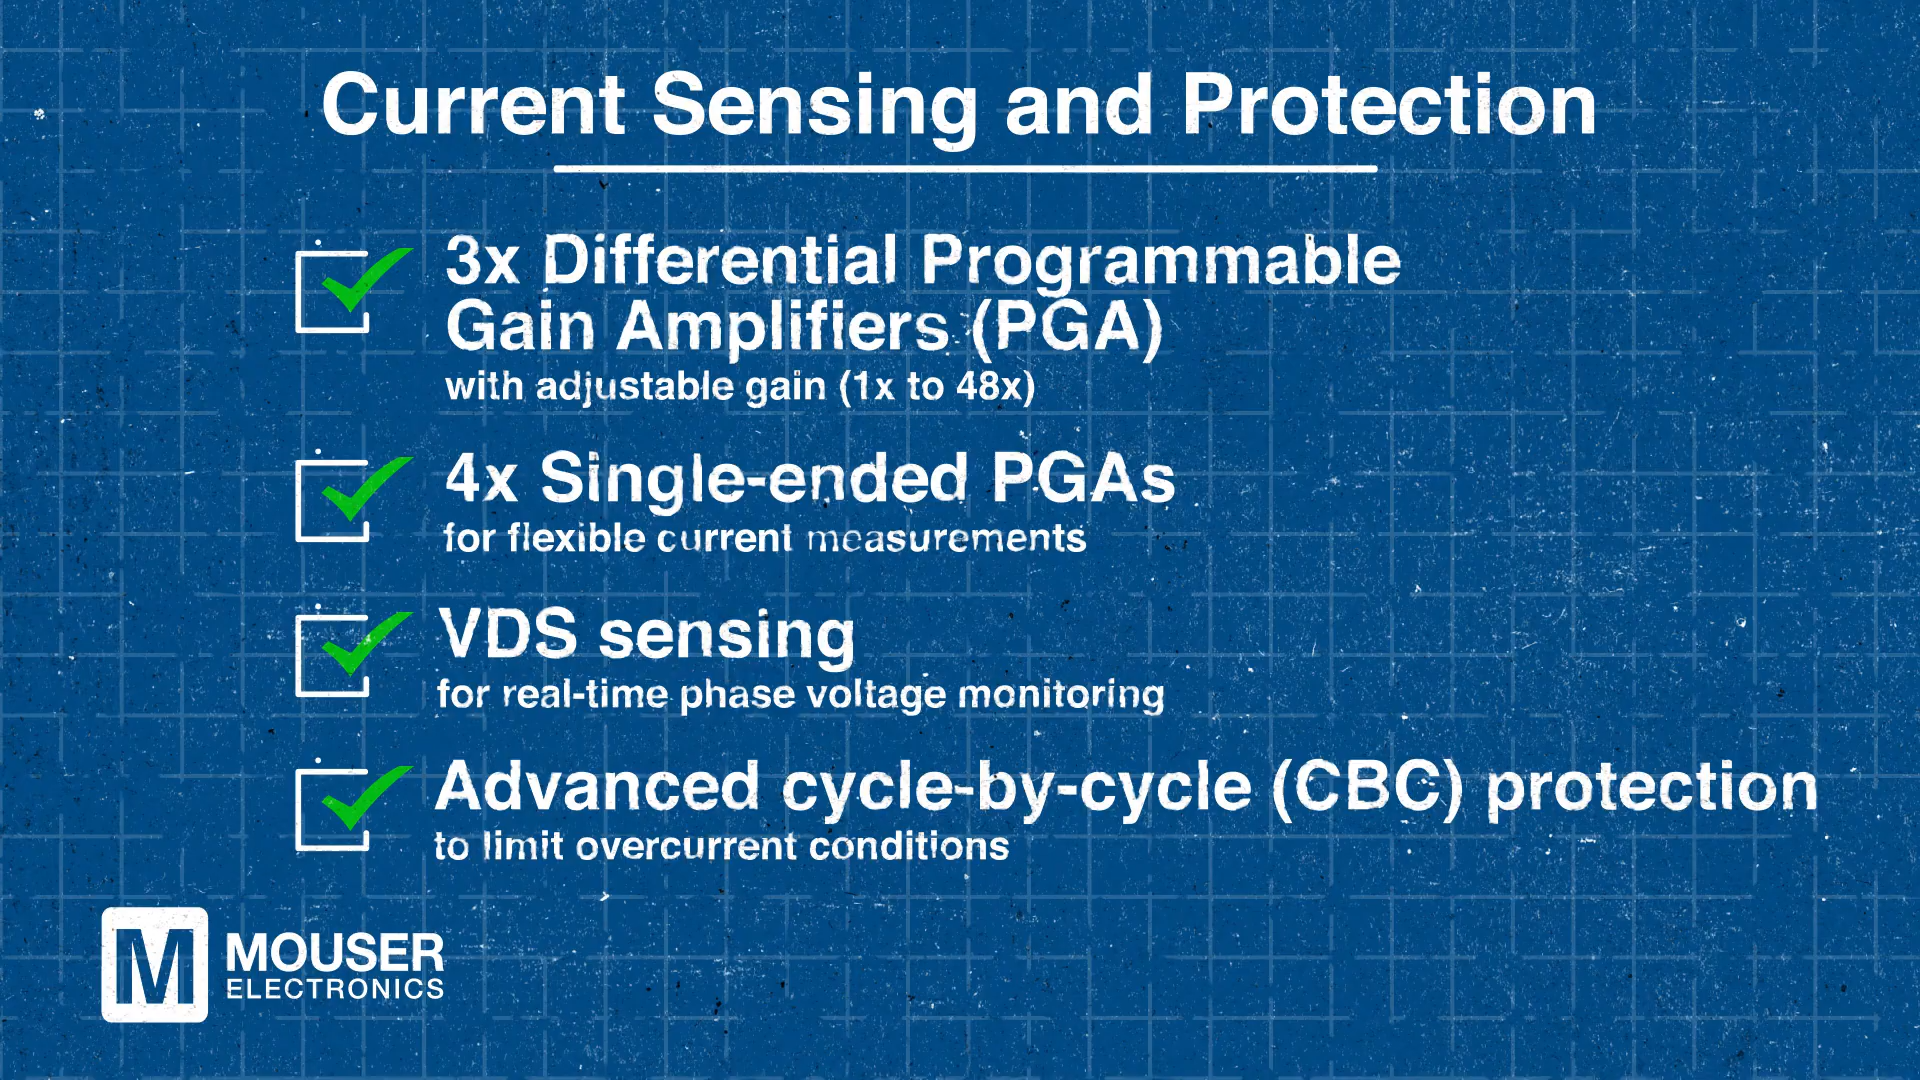 Current Sensing and Protection
3x Differential Programmable
Gain Amplifiers (PGA)
with adjustable gain (1x to 48x)
4x Single-ended PGAs
for flexible current measurements
VDS sensing
for real-time phase voltage monitoring
Advanced cycle-by-cycle (CBC) protection
to limit overcurrent conditions
M MOUSER
ELECTRONICS